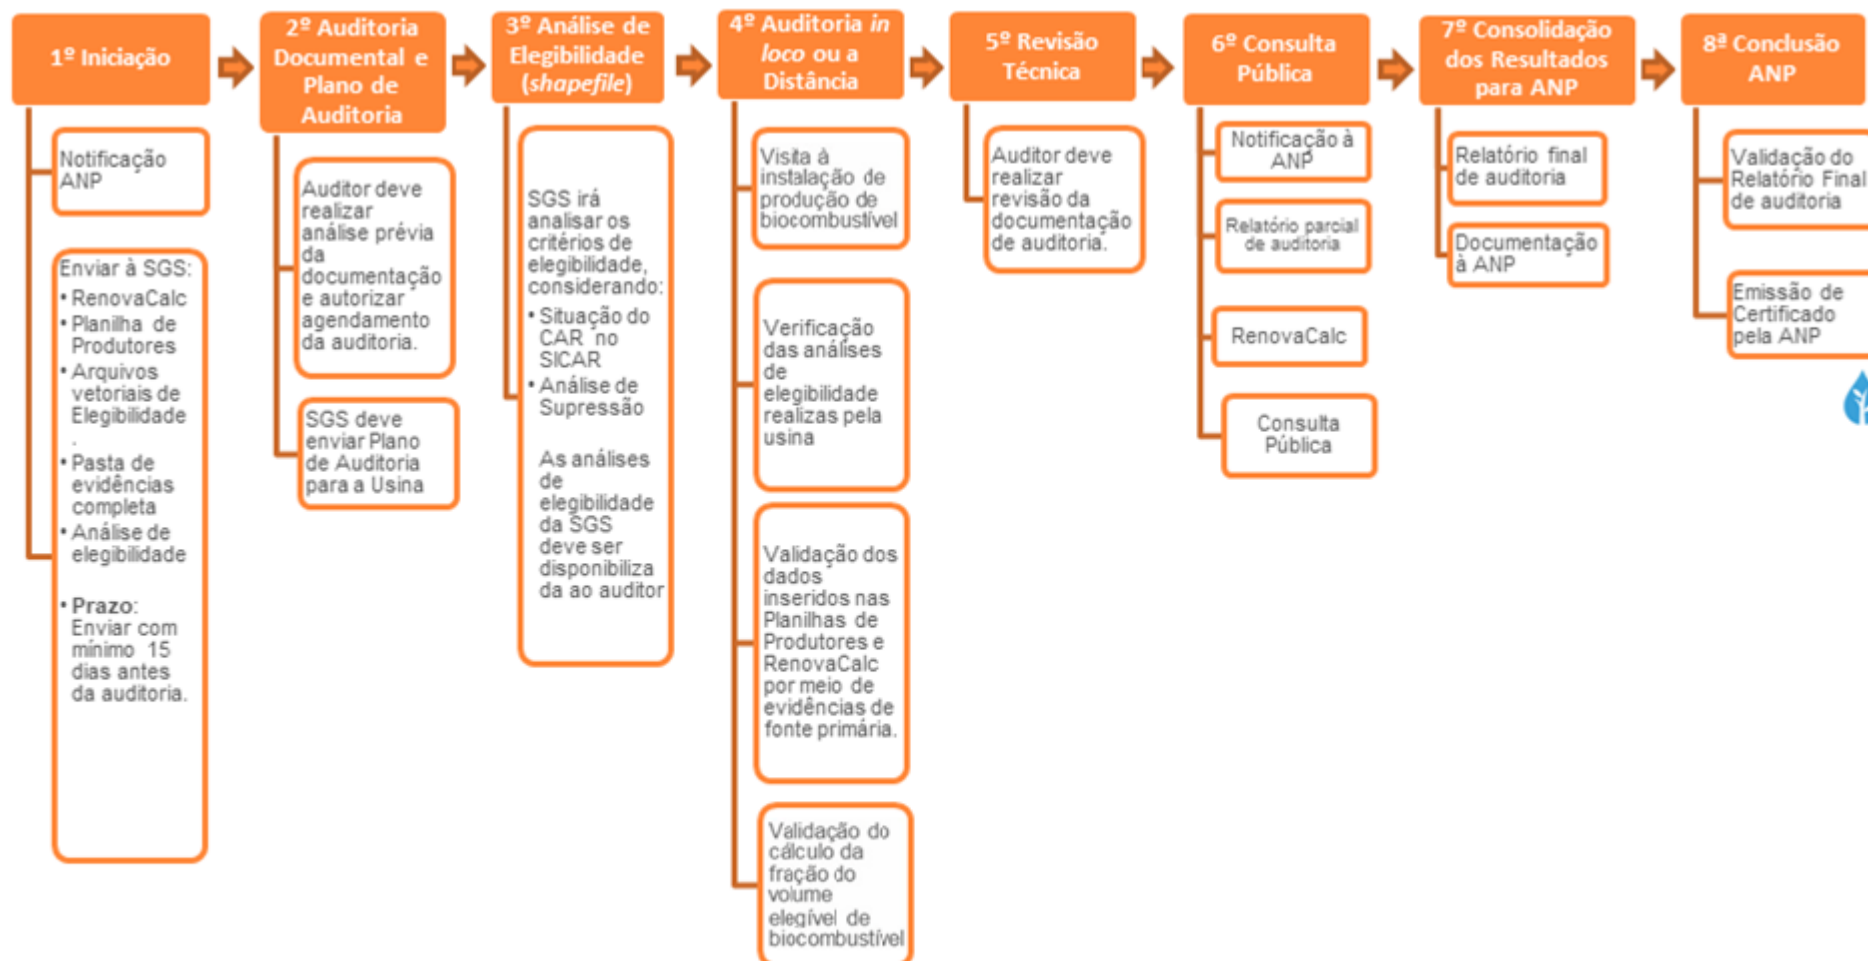 1º Iniciação
Notificação
ANP
Enviar à SGS:
• RenovaCalc
• Planilha de
Produtores
• Arquivos
vetoriais de
Elegibilidade
.
• Pasta de
evidências
completa
• Análise de
elegibilidade
• Prazo:
Enviar com
mínimo 15
dias antes
da auditoria.
2º Auditoria
Documental e
Plano de
Auditoria
Auditor deve
realizar
análise prévia
da
documentação
e autorizar
agendamento
da auditoria.
SGS deve
enviar Plano
de Auditoria
para a Usina
3º Análise de
Elegibilidade
(shapefile)
SGS irá
analisar os
critérios de
elegibilidade,
considerando:
• Situação do
CAR no
SICAR
• Análise de
Supressão
As análises
de
elegibilidade
da SGS
deve ser
disponibiliza
da ao auditor
4º Auditoria in
loco ou a
Distância
Visita à
instalação de
produção de
biocombustível
Verificação
das análises
de
elegibilidade
realizas pela
usina
Validação dos
dados
inseridos nas
Planilhas de
Produtores e
RenovaCalc
por meio de
evidências de
fonte primária.
Validação do
cálculo da
fração do
volume
elegível de
biocombustível
5º Revisão
Técnica
Auditor deve
realizar
revisão da
documentação
de auditoria.
6º Consulta
Pública
Notificação à
ANP
Relatório parcial
de auditoria
RenovaCalc
Consulta
Pública
7º Consolidação
dos Resultados
para ANP
Relatório final
de auditoria
Documentação
à ANP
8ª Conclusão
ANP
Validação do
Relatório Final
de auditoria
Emissão de
Certificado
pela ANP